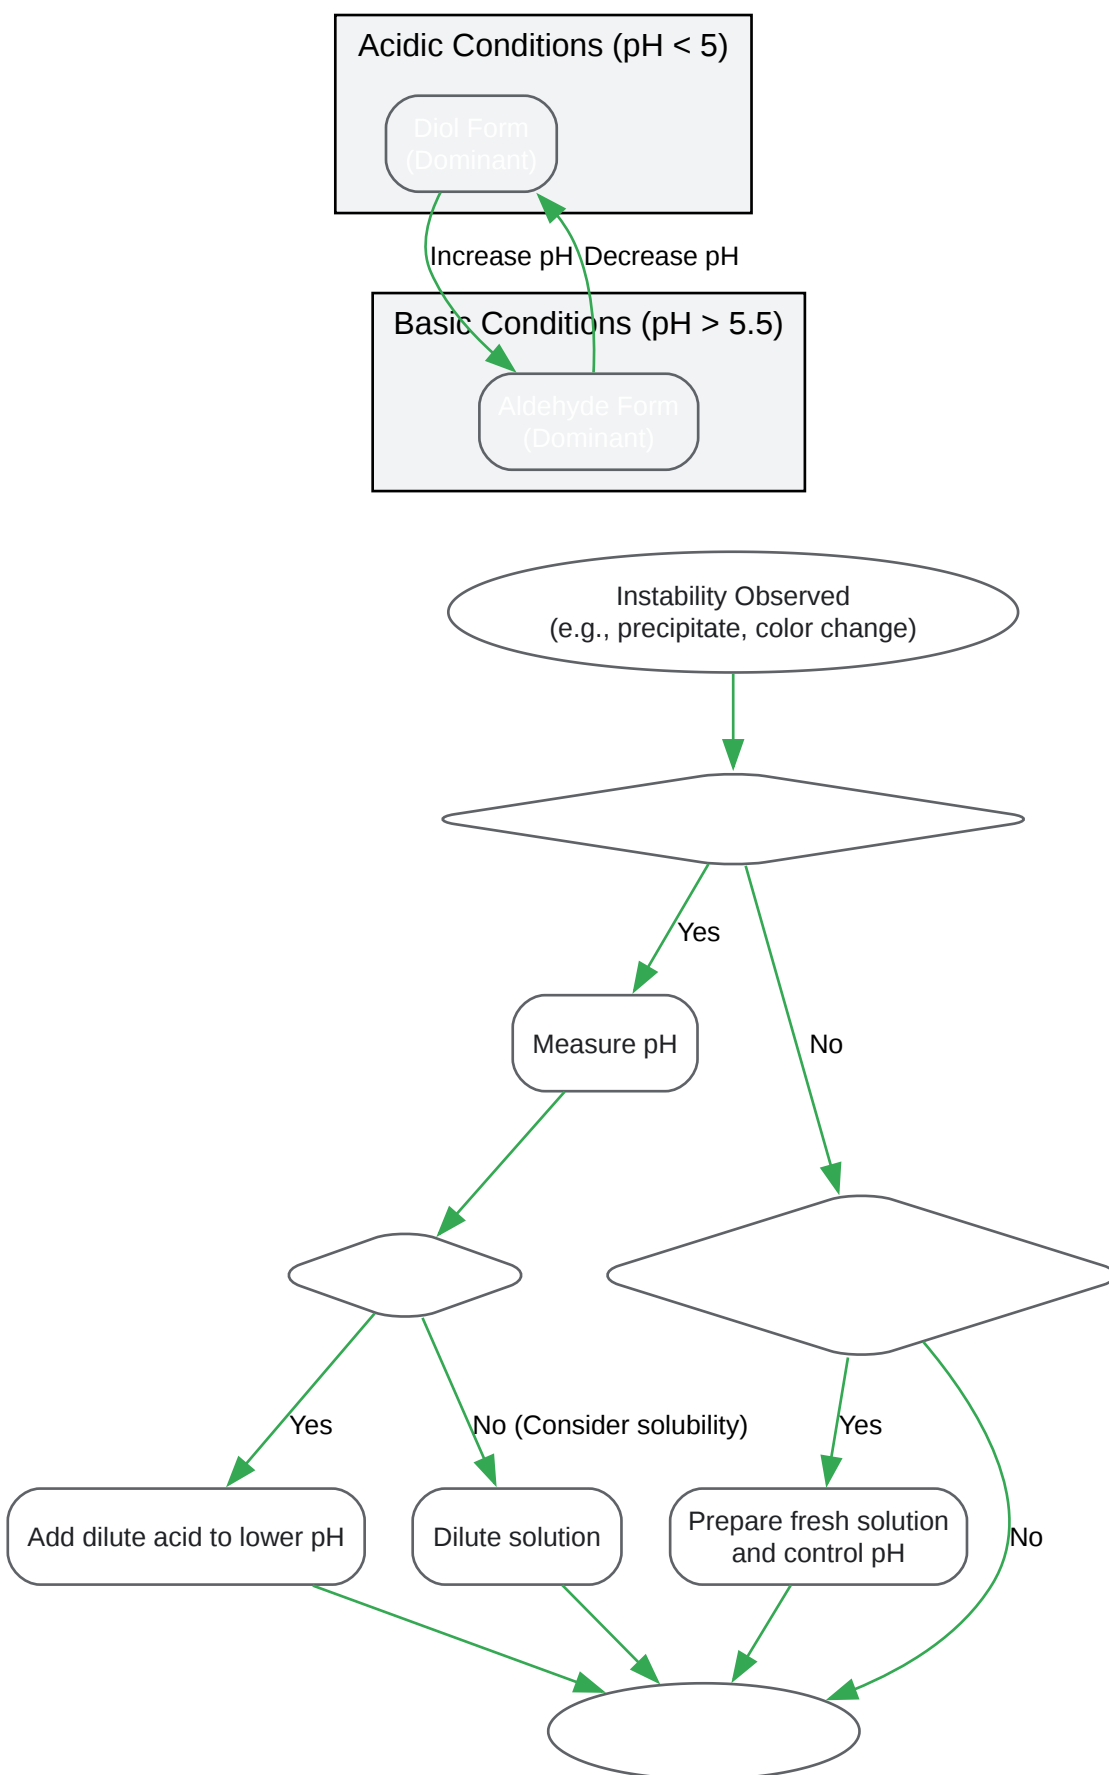 Acidic Conditions (pH < 5)
Diol Form
(Dominant)
Increase pH
Decrease pH
Basic Conditions (pH > 5.5)
Aldehyde Form
(Dominant)
Instability Observed
(e.g., precipitate, color change)
Yes
Measure pH
No
Yes
No (Consider solubility)
Yes
Add dilute acid to lower pH
Dilute solution
Prepare fresh solution
and control pH
No